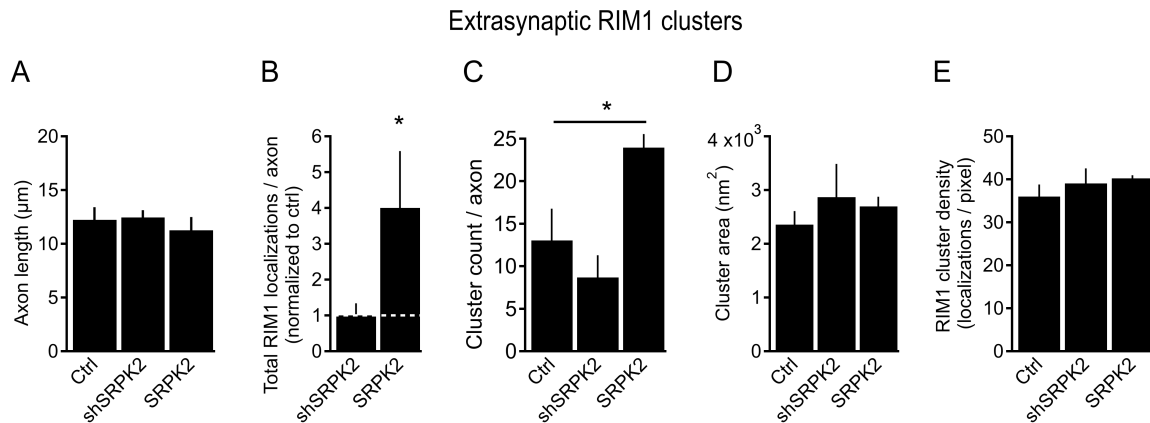 Extrasynaptic RIM1 clusters
A
B
C
D
E
Axon length (µm)
20
15
10
5
0
Ctrl
shSRPK2
SRPK2
Total RIM1 localizations / axon
(normalized to ctrl)
6
5
4
3
2
1
0
*
shSRPK2
SRPK2
Cluster count / axon
25
20
15
10
5
0
*
Ctrl
shSRPK2
SRPK2
Cluster area (nm²)
4 x10³
3
2
1
0
Ctrl
shSRPK2
SRPK2
RIM1 cluster density
(localizations / pixel)
50
40
30
20
10
0
Ctrl
shSRPK2
SRPK2